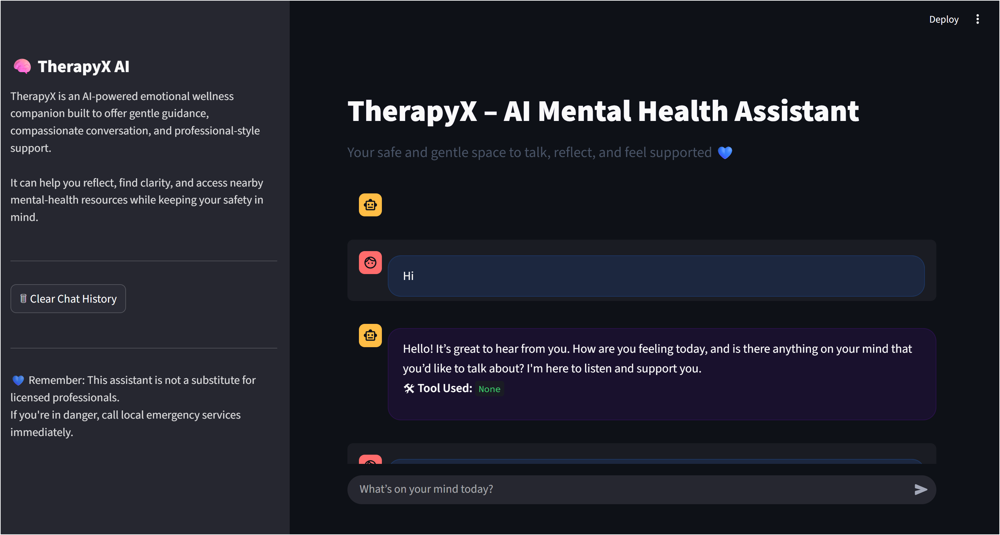 Deploy
🧠 TherapyX AI
TherapyX is an AI-powered emotional wellness
companion built to offer gentle guidance,
compassionate conversation, and professional-style
support.
It can help you reflect, find clarity, and access nearby
mental-health resources while keeping your safety in
mind.
🗑 Clear Chat History
💙 Remember: This assistant is not a substitute for
licensed professionals.
If you're in danger, call local emergency services
immediately.
TherapyX – AI Mental Health Assistant
Your safe and gentle space to talk, reflect, and feel supported 💙
Hi
Hello! It’s great to hear from you. How are you feeling today, and is there anything on your mind that
you’d like to talk about? I'm here to listen and support you.
🛠 Tool Used: None
What’s on your mind today?